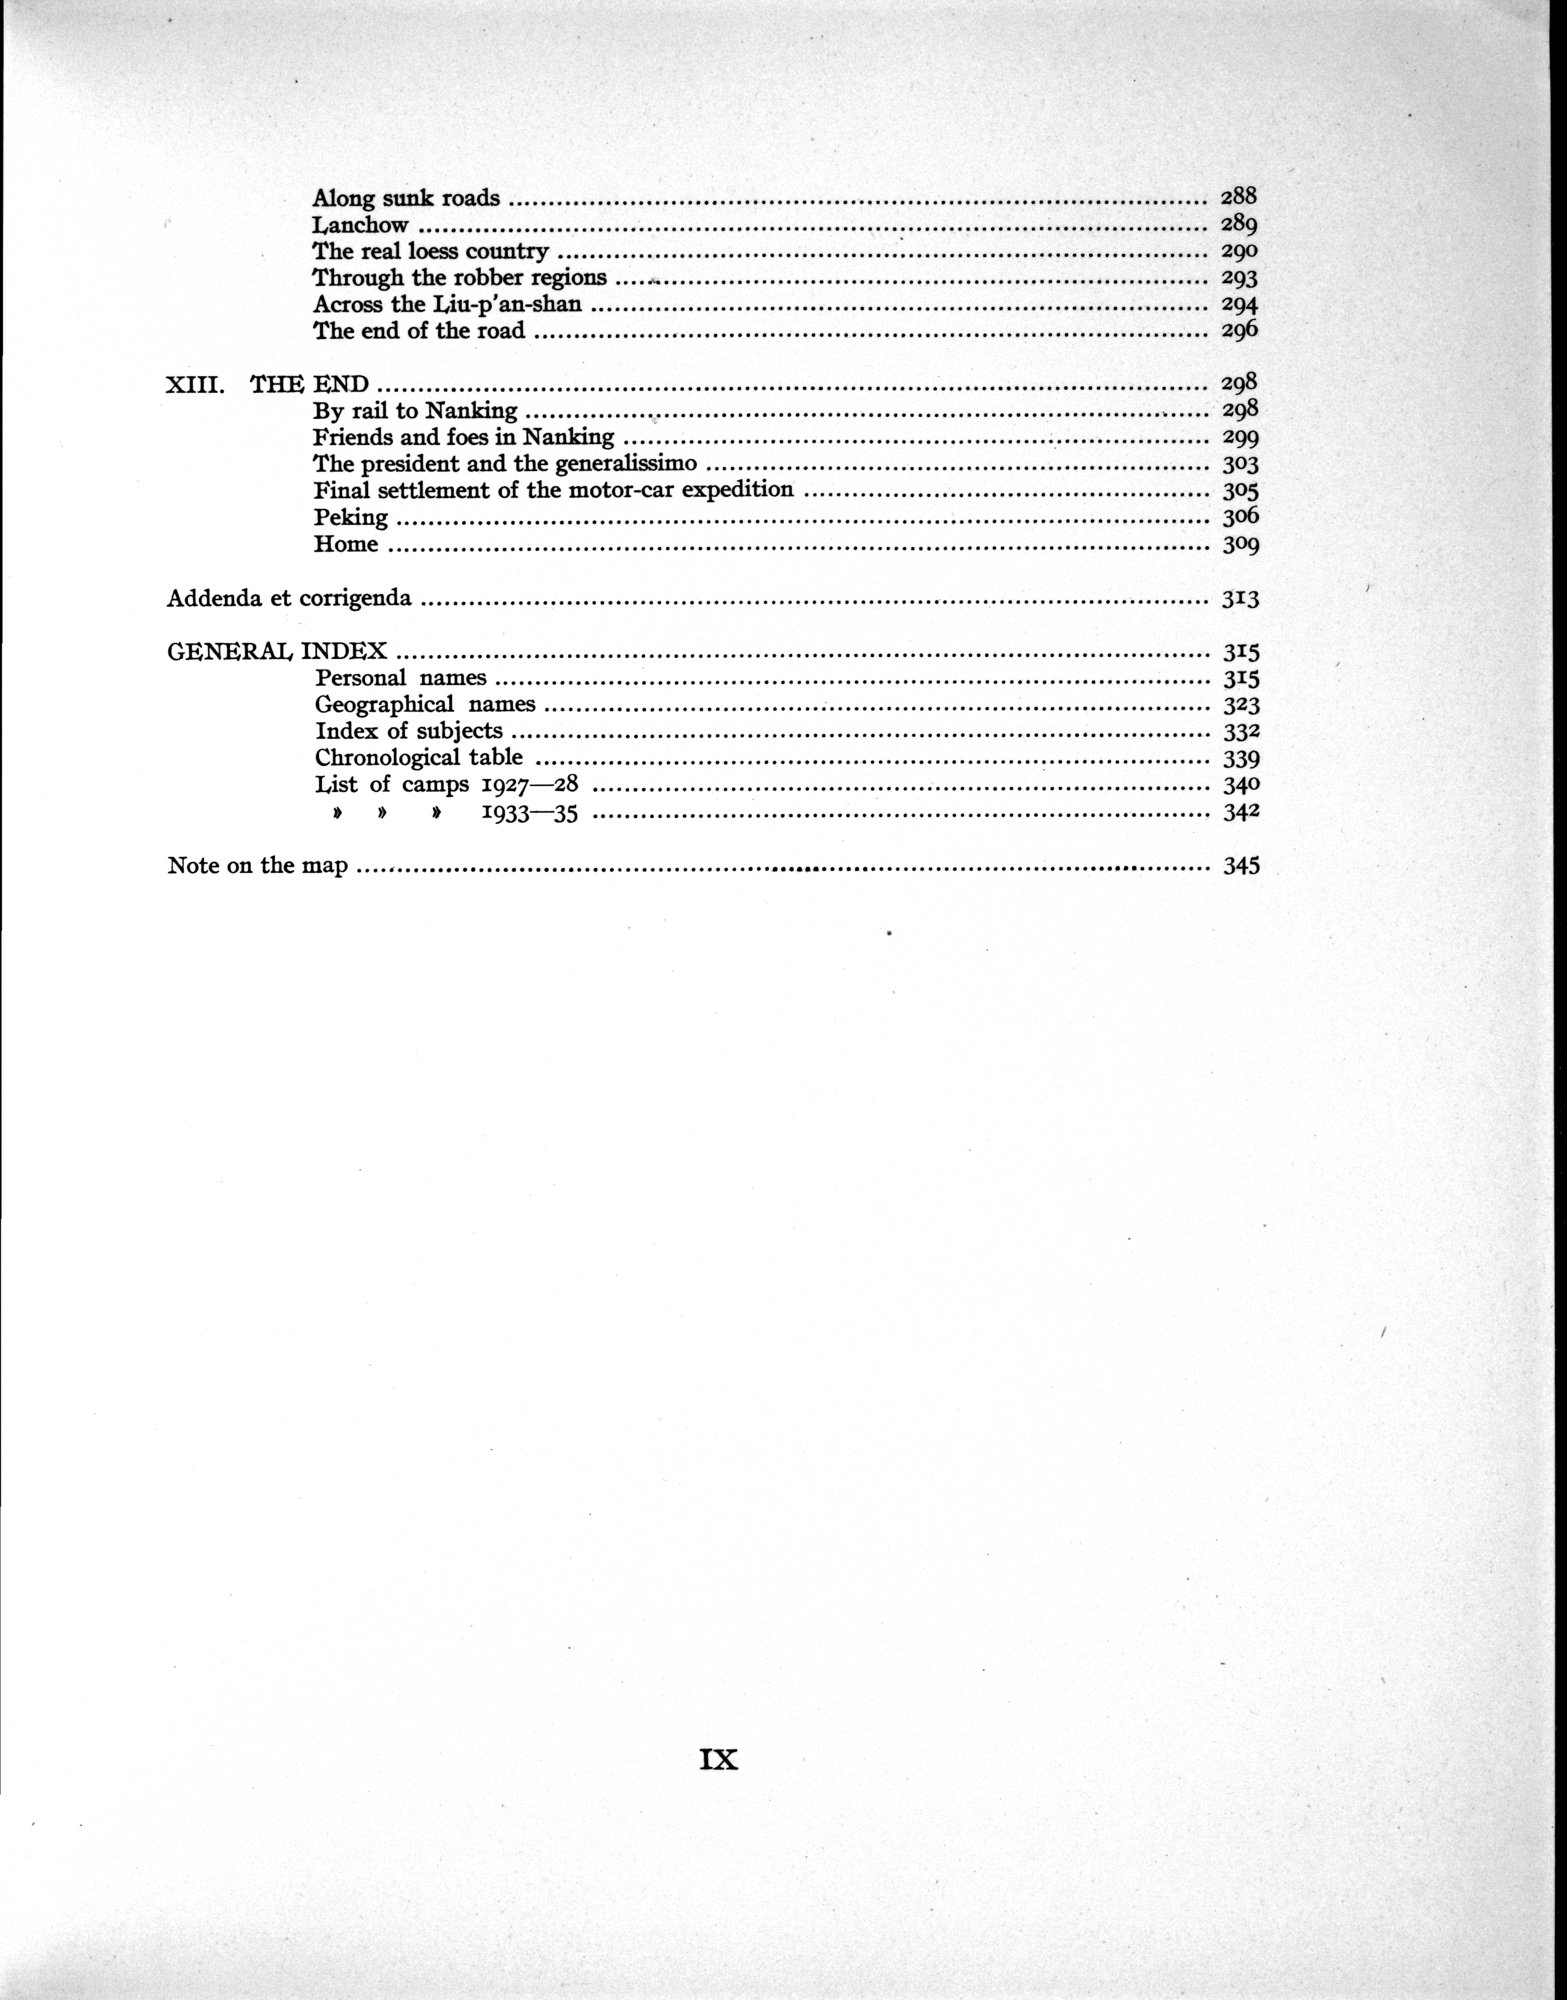 Along sunk roads ........ 288
Lanchow ........ 289
The real loess country ........ 290
Through the robber regions ........ 293
Across the Liu-p'an-shan ........ 294
The end of the road ........ 296
XIII. THE END ........ 298
By rail to Nanking ........ 298
Friends and foes in Nanking ........ 299
The president and the generalissimo ........ 303
Final settlement of the motor-car expedition ........ 305
Peking ........ 306
Home ........ 309
Addenda et corrigenda ........ 313
GENERAL INDEX ........ 315
Personal names ........ 315
Geographical names ........ 323
Index of subjects ........ 332
Chronological table ........ 339
List of camps 1927—28 ........ 340
» » » 1933—35 ........ 342
Note on the map ........ 345
IX